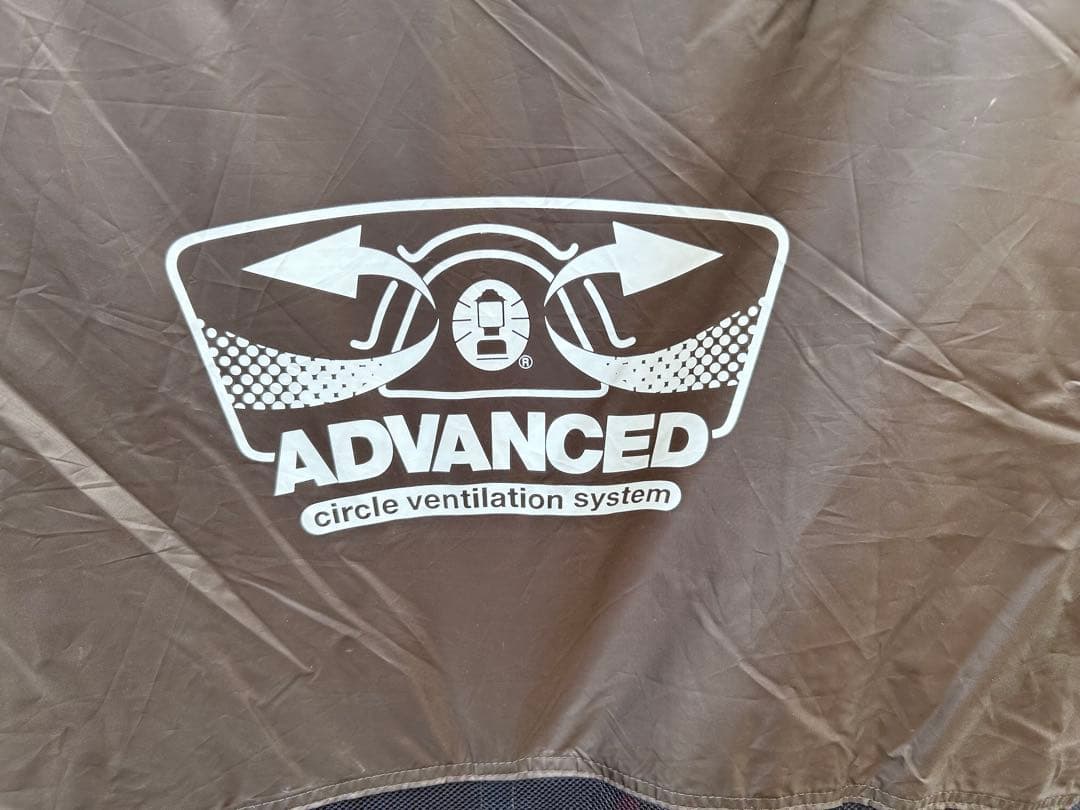 ®
ADVANCED
circle ventilation system